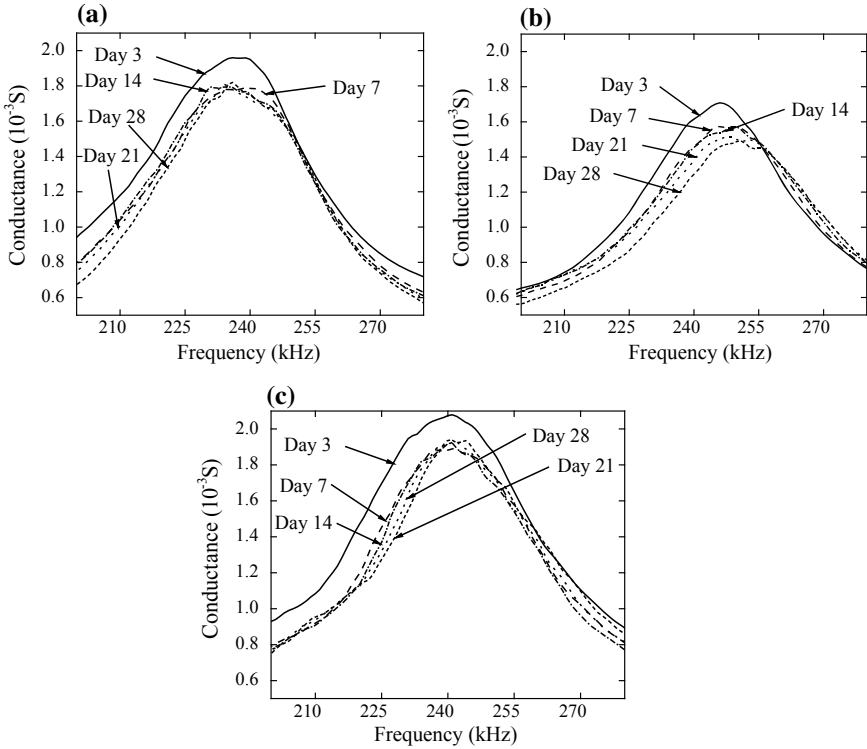 (a)
2.0
1.8
1.6
1.4
1.2
1.0
0.8
0.6
Conductance (10⁻³S)
Day 3
Day 14
Day 7
Day 28
Day 21
210 225 240 255 270
Frequency (kHz)
(b)
2.0
1.8
1.6
1.4
1.2
1.0
0.8
0.6
Conductance (10⁻³S)
Day 3
Day 7
Day 14
Day 21
Day 28
210 225 240 255 270
Frequency (kHz)
(c)
2.0
1.8
1.6
1.4
1.2
1.0
0.8
0.6
Conductance (10⁻³S)
Day 3
Day 28
Day 21
Day 7
Day 14
210 225 240 255 270
Frequency (kHz)